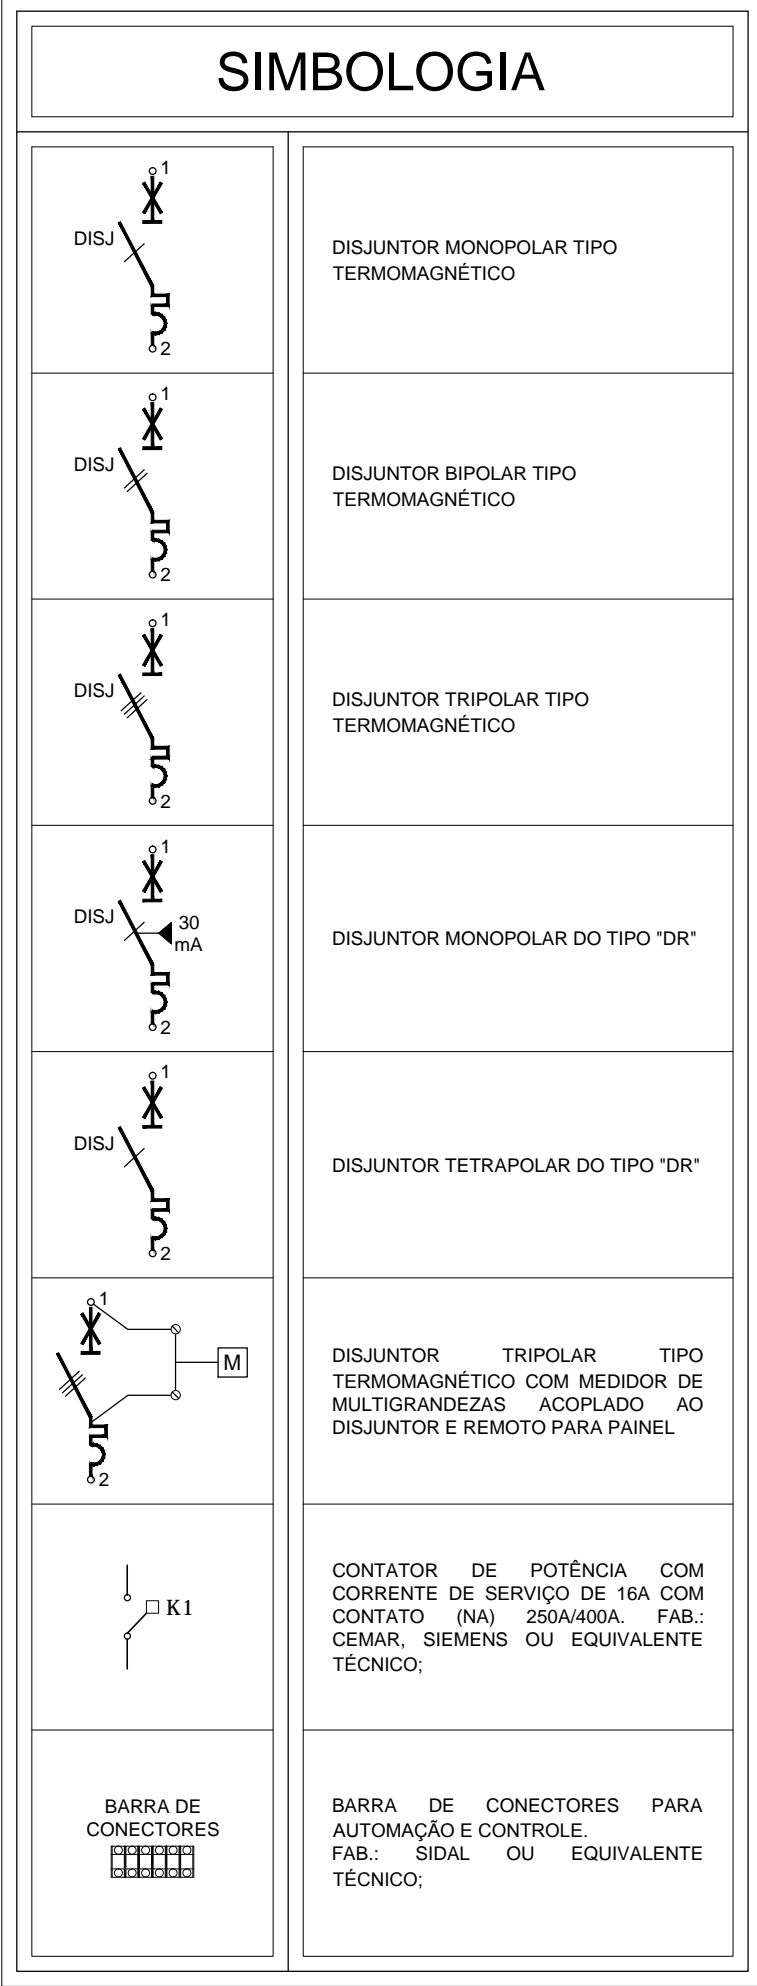 SIMBOLOGIA
1
DISJ
2
DISJUNTOR MONOPOLAR TIPO
TERMOMAGNÉTICO
1
DISJ
2
DISJUNTOR BIPOLAR TIPO
TERMOMAGNÉTICO
1
DISJ
2
DISJUNTOR TRIPOLAR TIPO
TERMOMAGNÉTICO
1
DISJ
30
mA
2
DISJUNTOR MONOPOLAR DO TIPO "DR"
1
DISJ
2
DISJUNTOR TETRAPOLAR DO TIPO "DR"
1
M
2
DISJUNTOR TRIPOLAR TIPO
TERMOMAGNÉTICO COM MEDIDOR DE
MULTIGRANDEZAS ACOPLADO AO
DISJUNTOR E REMOTO PARA PAINEL
K1
CONTATOR DE POTÊNCIA COM
CORRENTE DE SERVIÇO DE 16A COM
CONTATO (NA) 250A/400A. FAB.:
CEMAR, SIEMENS OU EQUIVALENTE
TÉCNICO;
BARRA DE
CONECTORES
BARRA DE CONECTORES PARA
AUTOMAÇÃO E CONTROLE.
FAB.: SIDAL OU EQUIVALENTE
TÉCNICO;